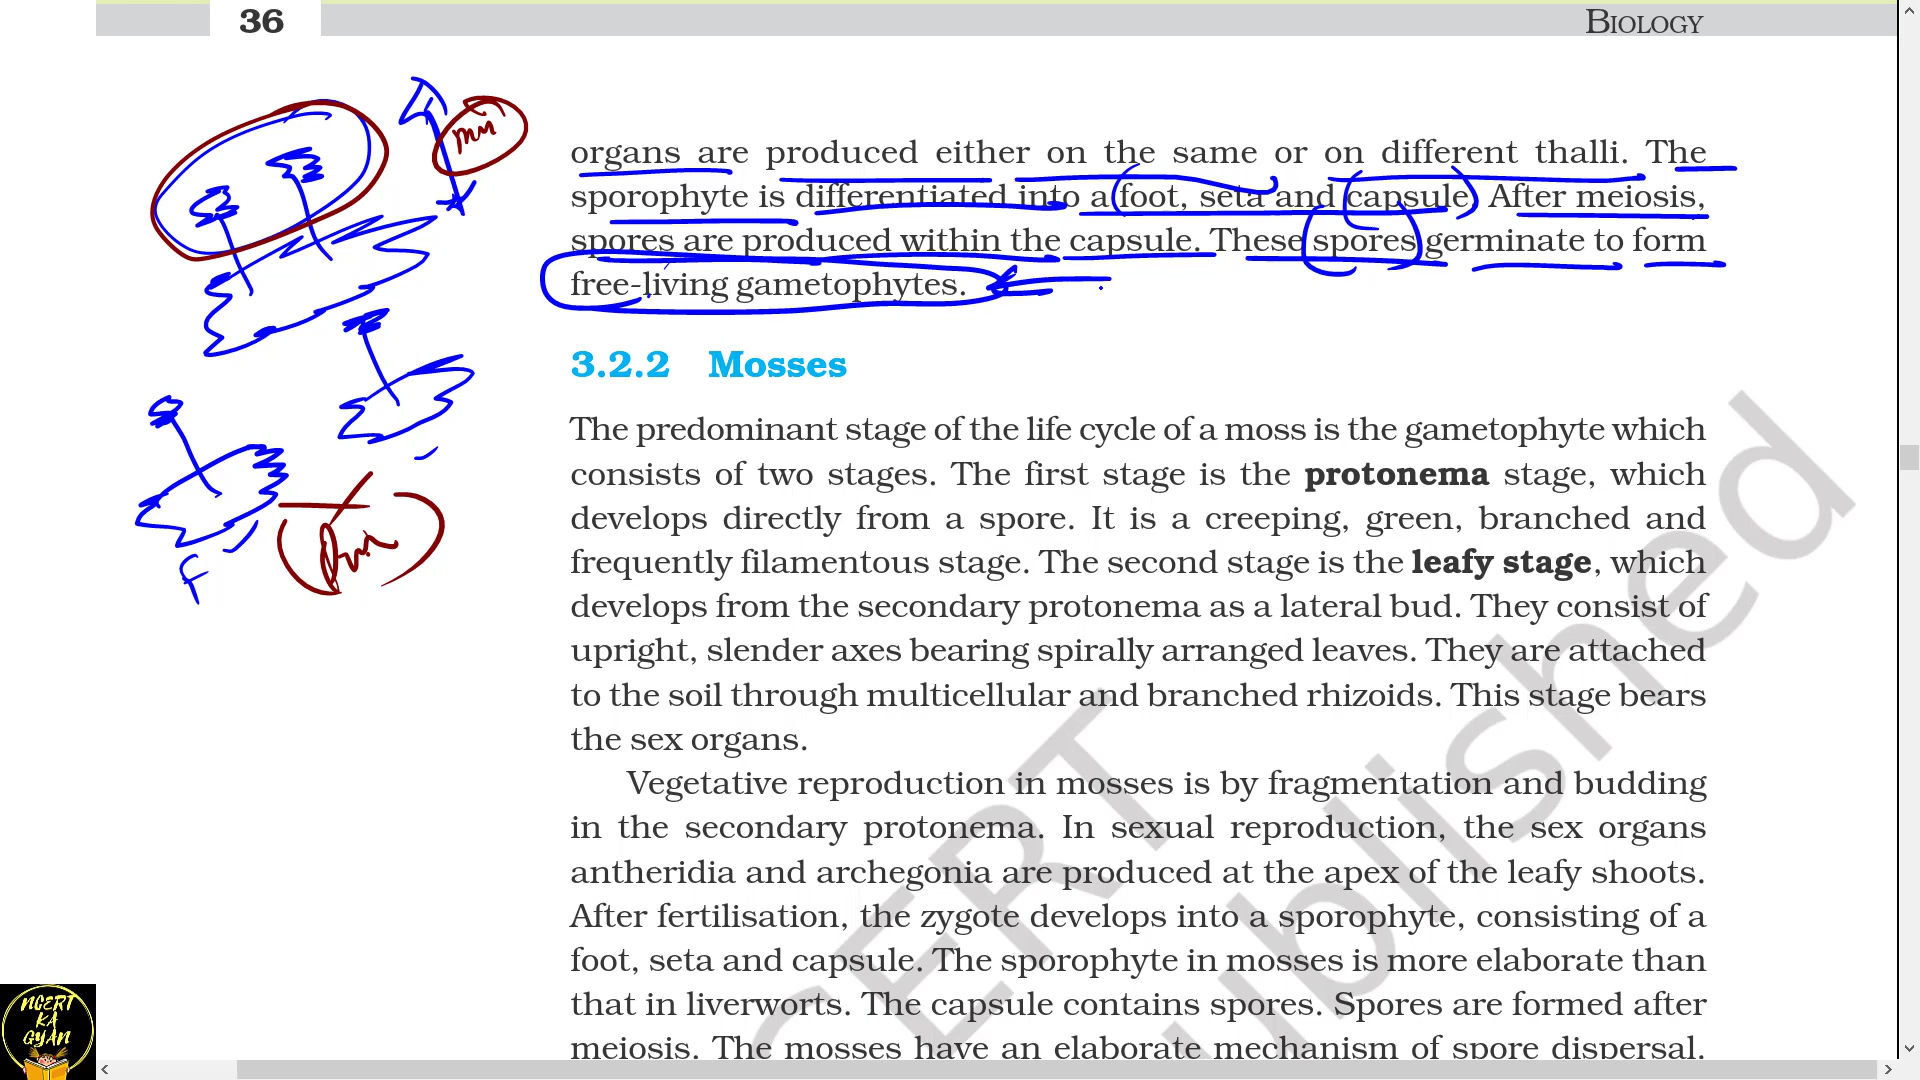 36
BIOLOGY
organs are produced either on the same or on different thalli. The
sporophyte is differentiated into a foot, seta and capsule. After meiosis,
spores are produced within the capsule. These spores germinate to form
free-living gametophytes.
3.2.2 Mosses
The predominant stage of the life cycle of a moss is the gametophyte which
consists of two stages. The first stage is the protonema stage, which
develops directly from a spore. It is a creeping, green, branched and
frequently filamentous stage. The second stage is the leafy stage, which
develops from the secondary protonema as a lateral bud. They consist of
upright, slender axes bearing spirally arranged leaves. They are attached
to the soil through multicellular and branched rhizoids. This stage bears
the sex organs.
Vegetative reproduction in mosses is by fragmentation and budding
in the secondary protonema. In sexual reproduction, the sex organs
antheridia and archegonia are produced at the apex of the leafy shoots.
After fertilisation, the zygote develops into a sporophyte, consisting of a
foot, seta and capsule. The sporophyte in mosses is more elaborate than
that in liverworts. The capsule contains spores. Spores are formed after
meiosis. The mosses have an elaborate mechanism of spore dispersal.
NCERT
KA
GYAN